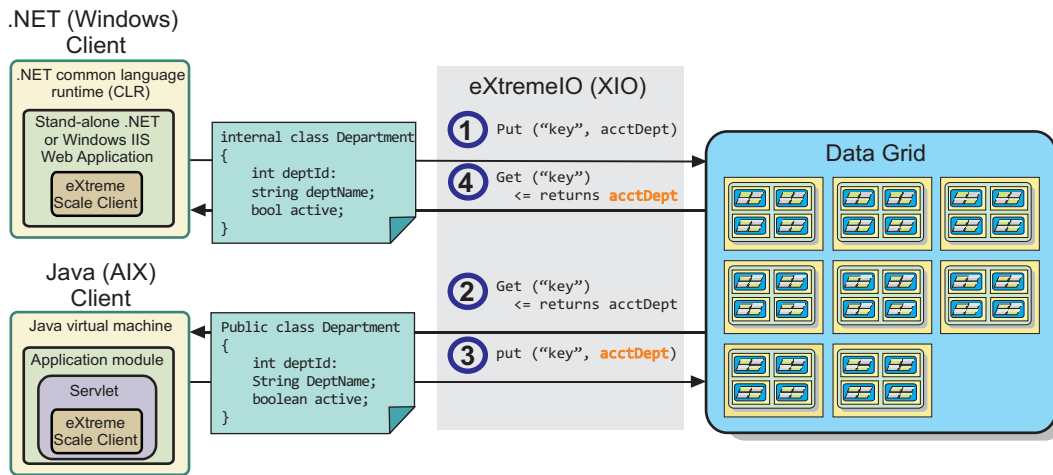 .NET (Windows)
Client
.NET common language
runtime (CLR)
Stand-alone .NET
or Windows IIS
Web Application
eXtreme
Scale Client
internal class Department
{
int deptId:
string deptName;
bool active;
}
eXtremeIO (XIO)
1 Put (“key”, acctDept)
4 Get (“key”)
<= returns acctDept
Data Grid
Java (AIX)
Client
Java virtual machine
Application module
Servlet
eXtreme
Scale Client
Public class Department
{
int deptId:
String DeptName;
boolean active;
}
2 Get (“key”)
<= returns acctDept
3 put (“key”, acctDept)